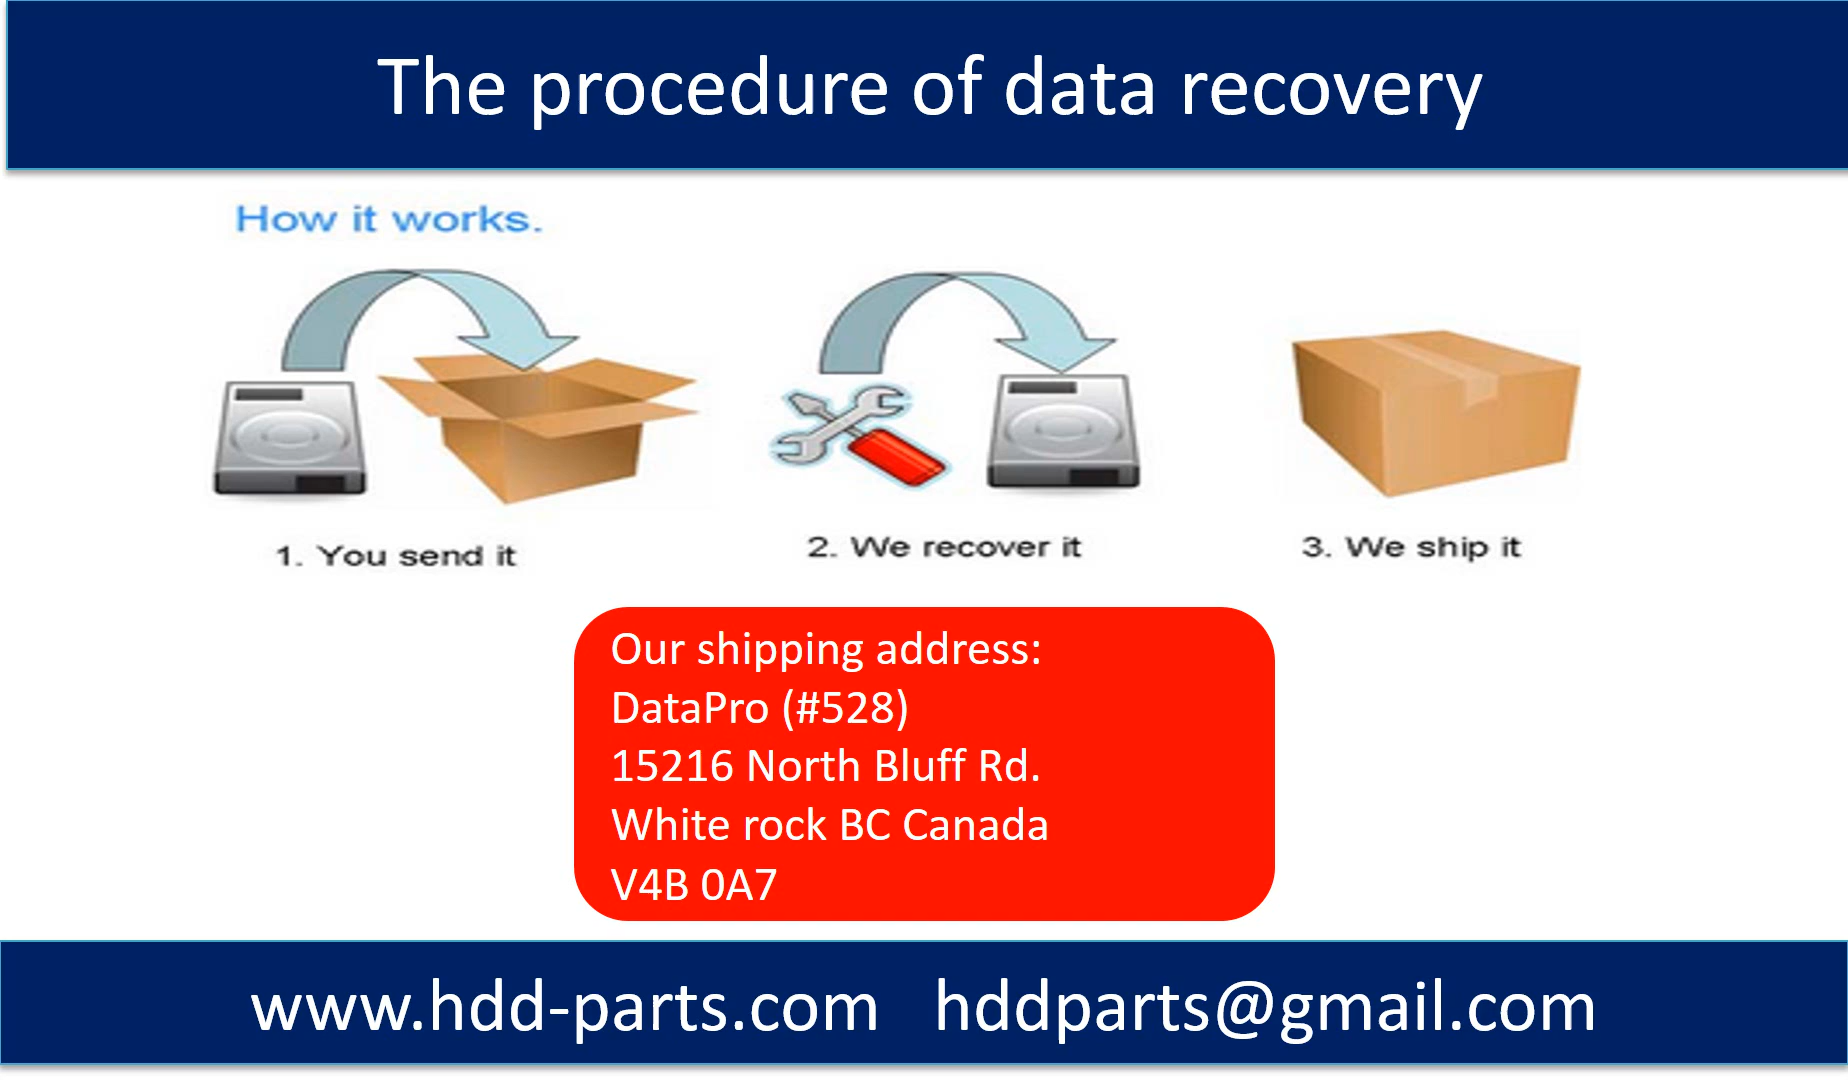 The procedure of data recovery
How it works.
1. You send it
2. We recover it
3. We ship it
Our shipping address:
DataPro (#528)
15216 North Bluff Rd.
White rock BC Canada
V4B 0A7
www.hdd-parts.com hddparts@gmail.com